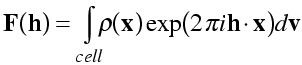 F(h) = ∫ρ(x)exp(2πih·x)dv
cell